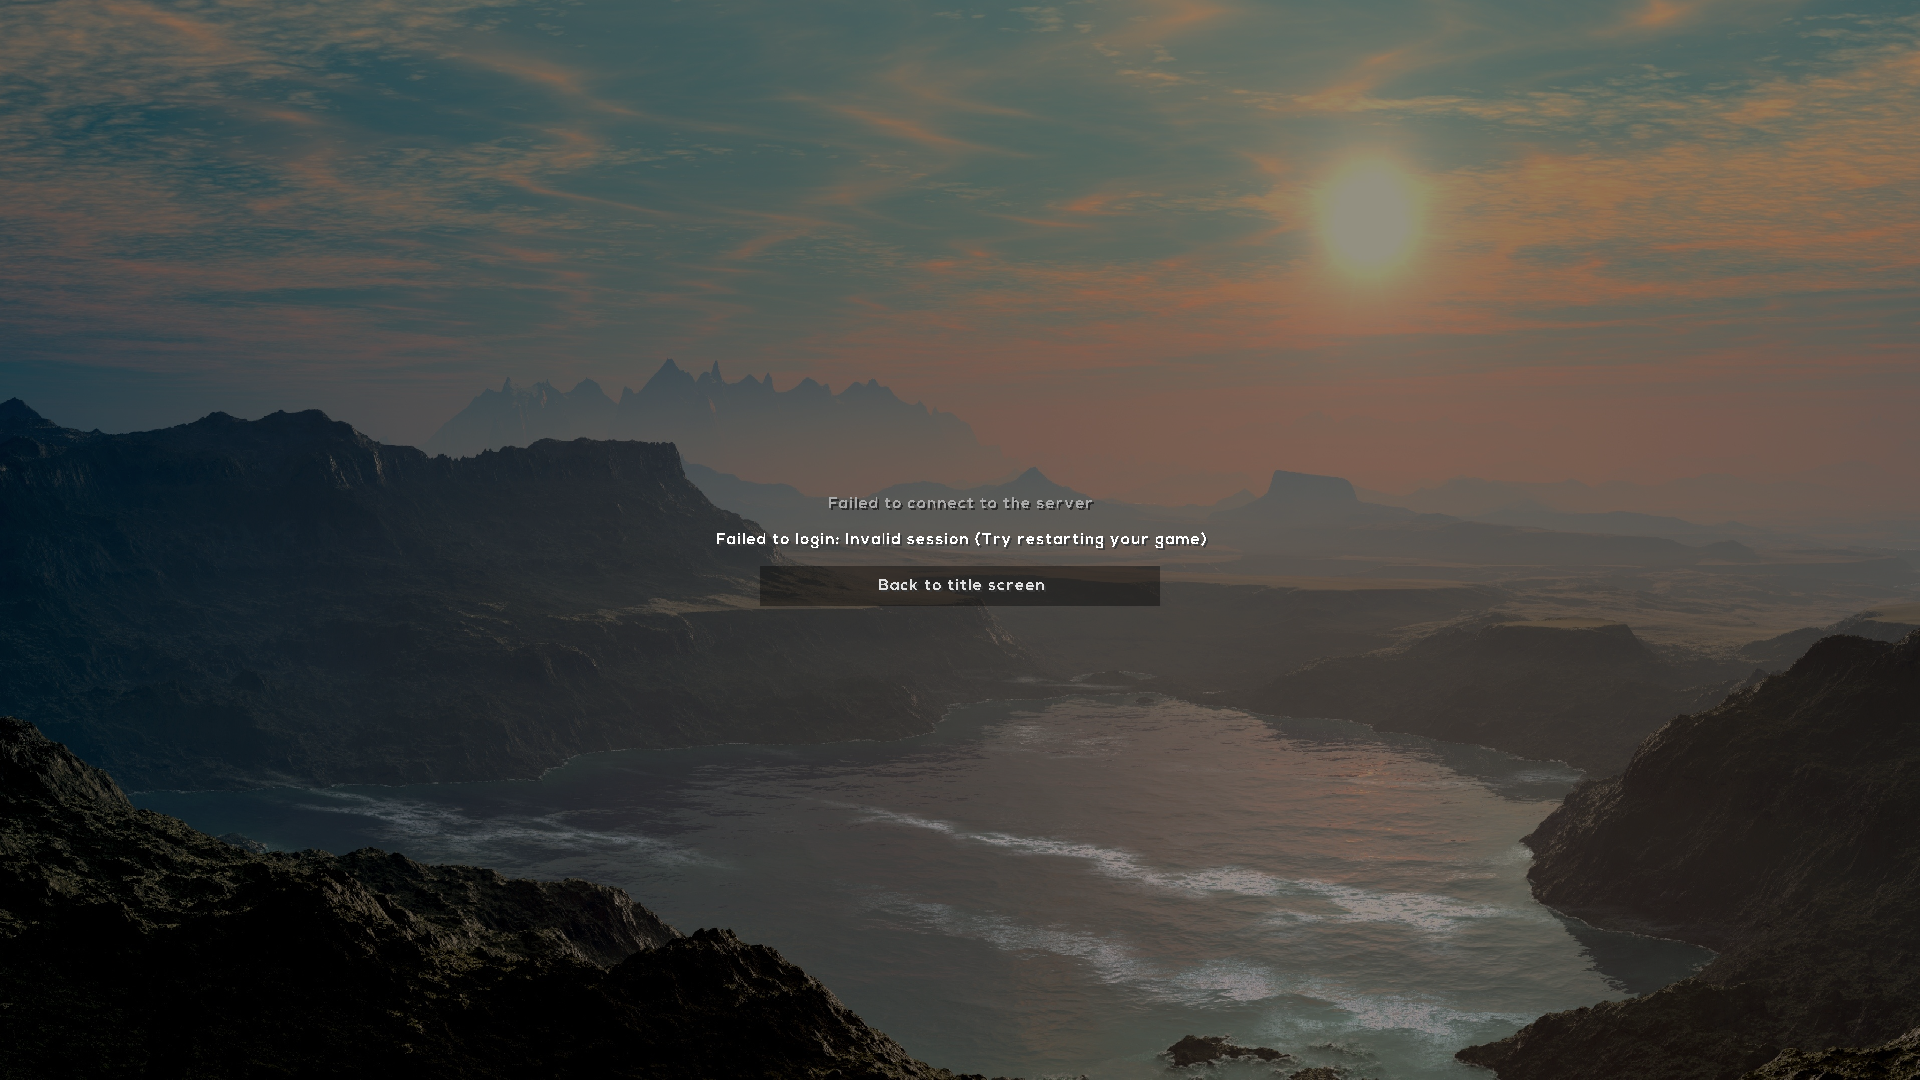 Failed to connect to the server
Failed to login: Invalid session (Try restarting your game)
Back to title screen